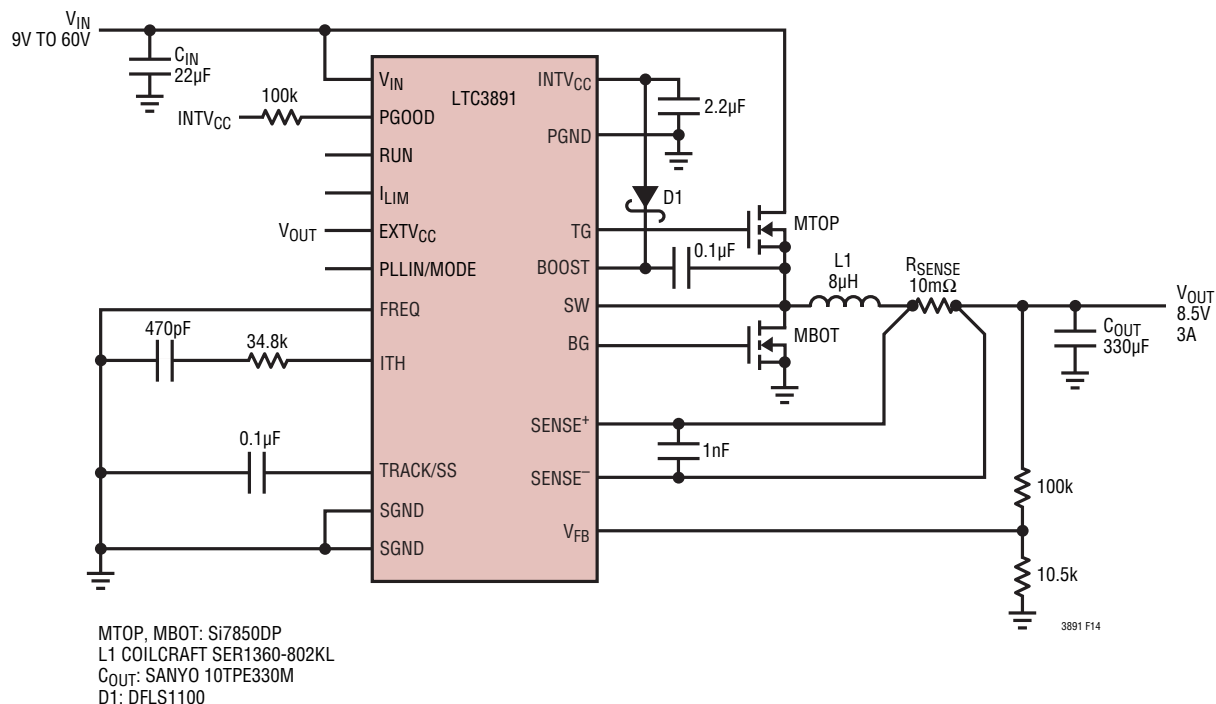 VIN
9V TO 60V
CIN
22µF
100k
INTVCC
VIN
PGOOD
RUN
ILIM
VOUT
EXTVCC
PLLIN/MODE
FREQ
470pF
34.8k
ITH
0.1µF
TRACK/SS
SGND
SGND
LTC3891
INTVCC
2.2µF
PGND
D1
TG
MTOP
0.1µF
BOOST
SW
L1
8µH
RSENSE
10mΩ
VOUT
8.5V
3A
COUT
330µF
BG
MBOT
SENSE+
1nF
SENSE–
100k
VFB
10.5k
3891 F14
MTOP, MBOT: Si7850DP
L1 COILCRAFT SER1360-802KL
COUT: SANYO 10TPE330M
D1: DFLS1100